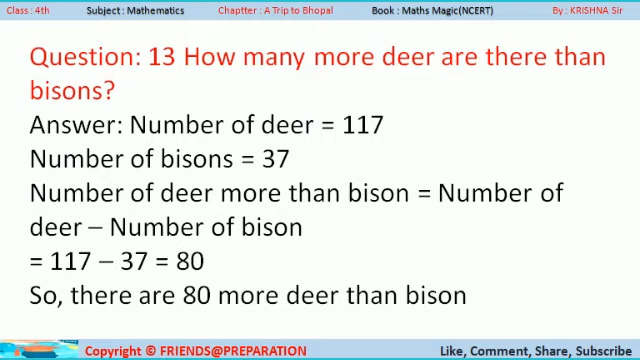 Class : 4th Subject : Mathematics Chaptter : A Trip to Bhopal Book : Maths Magic(NCERT) By : KRISHNA Sir
Question: 13 How many more deer are there than
bisons?
Answer: Number of deer = 117
Number of bisons = 37
Number of deer more than bison = Number of
deer – Number of bison
= 117 – 37 = 80
So, there are 80 more deer than bison
Copyright © FRIENDS@PREPARATION Like, Comment, Share, Subscribe